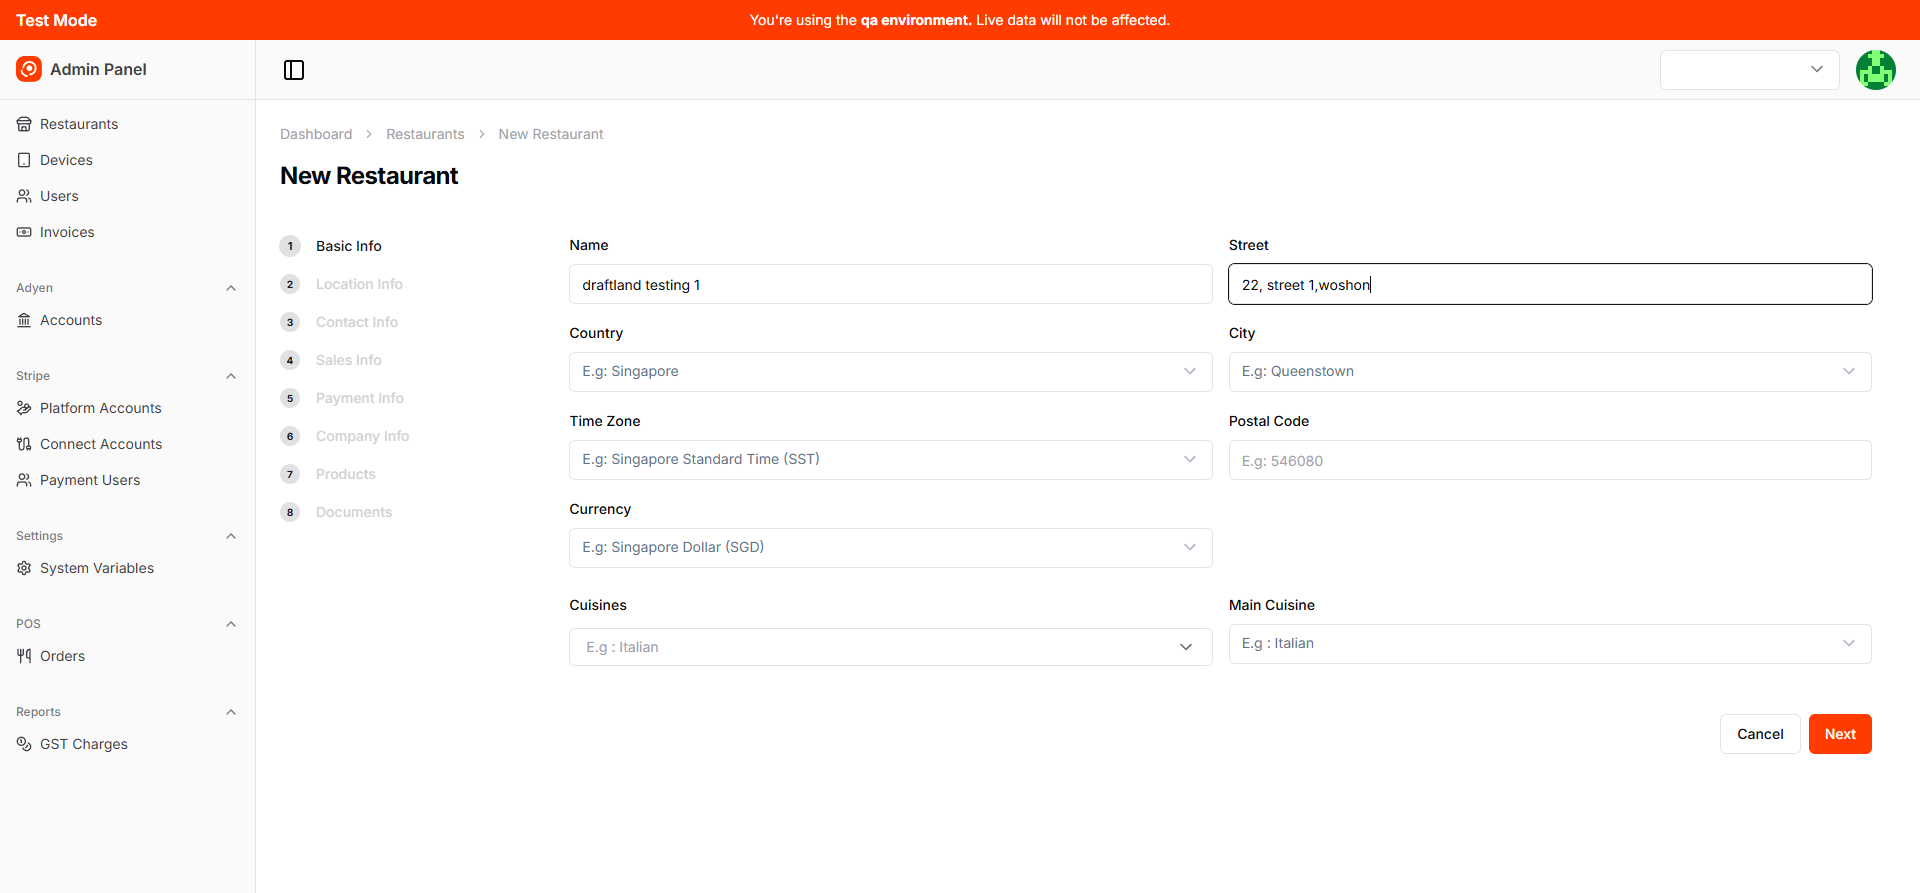 Test Mode
You're using the qa environment. Live data will not be affected.
Admin Panel
Restaurants
Devices
Users
Invoices
Adyen
Accounts
Stripe
Platform Accounts
Connect Accounts
Payment Users
Settings
System Variables
POS
Orders
Reports
GST Charges
Dashboard > Restaurants > New Restaurant
New Restaurant
1 Basic Info
2 Location Info
3 Contact Info
4 Sales Info
5 Payment Info
6 Company Info
7 Products
8 Documents
Name
draftland testing 1
Street
22, street 1,woshon
Country
E.g: Singapore
City
E.g: Queenstown
Time Zone
E.g: Singapore Standard Time (SST)
Postal Code
E.g: 546080
Currency
E.g: Singapore Dollar (SGD)
Cuisines
E.g : Italian
Main Cuisine
E.g : Italian
Cancel
Next